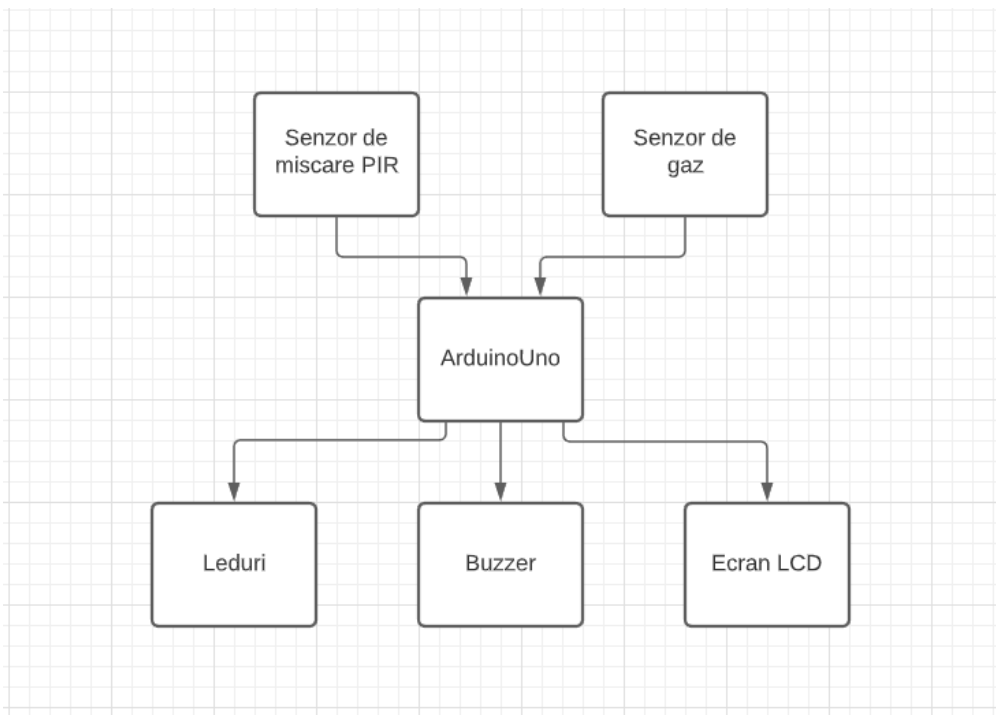 Senzor de
miscare PIR
Senzor de
gaz
ArduinoUno
Leduri
Buzzer
Ecran LCD